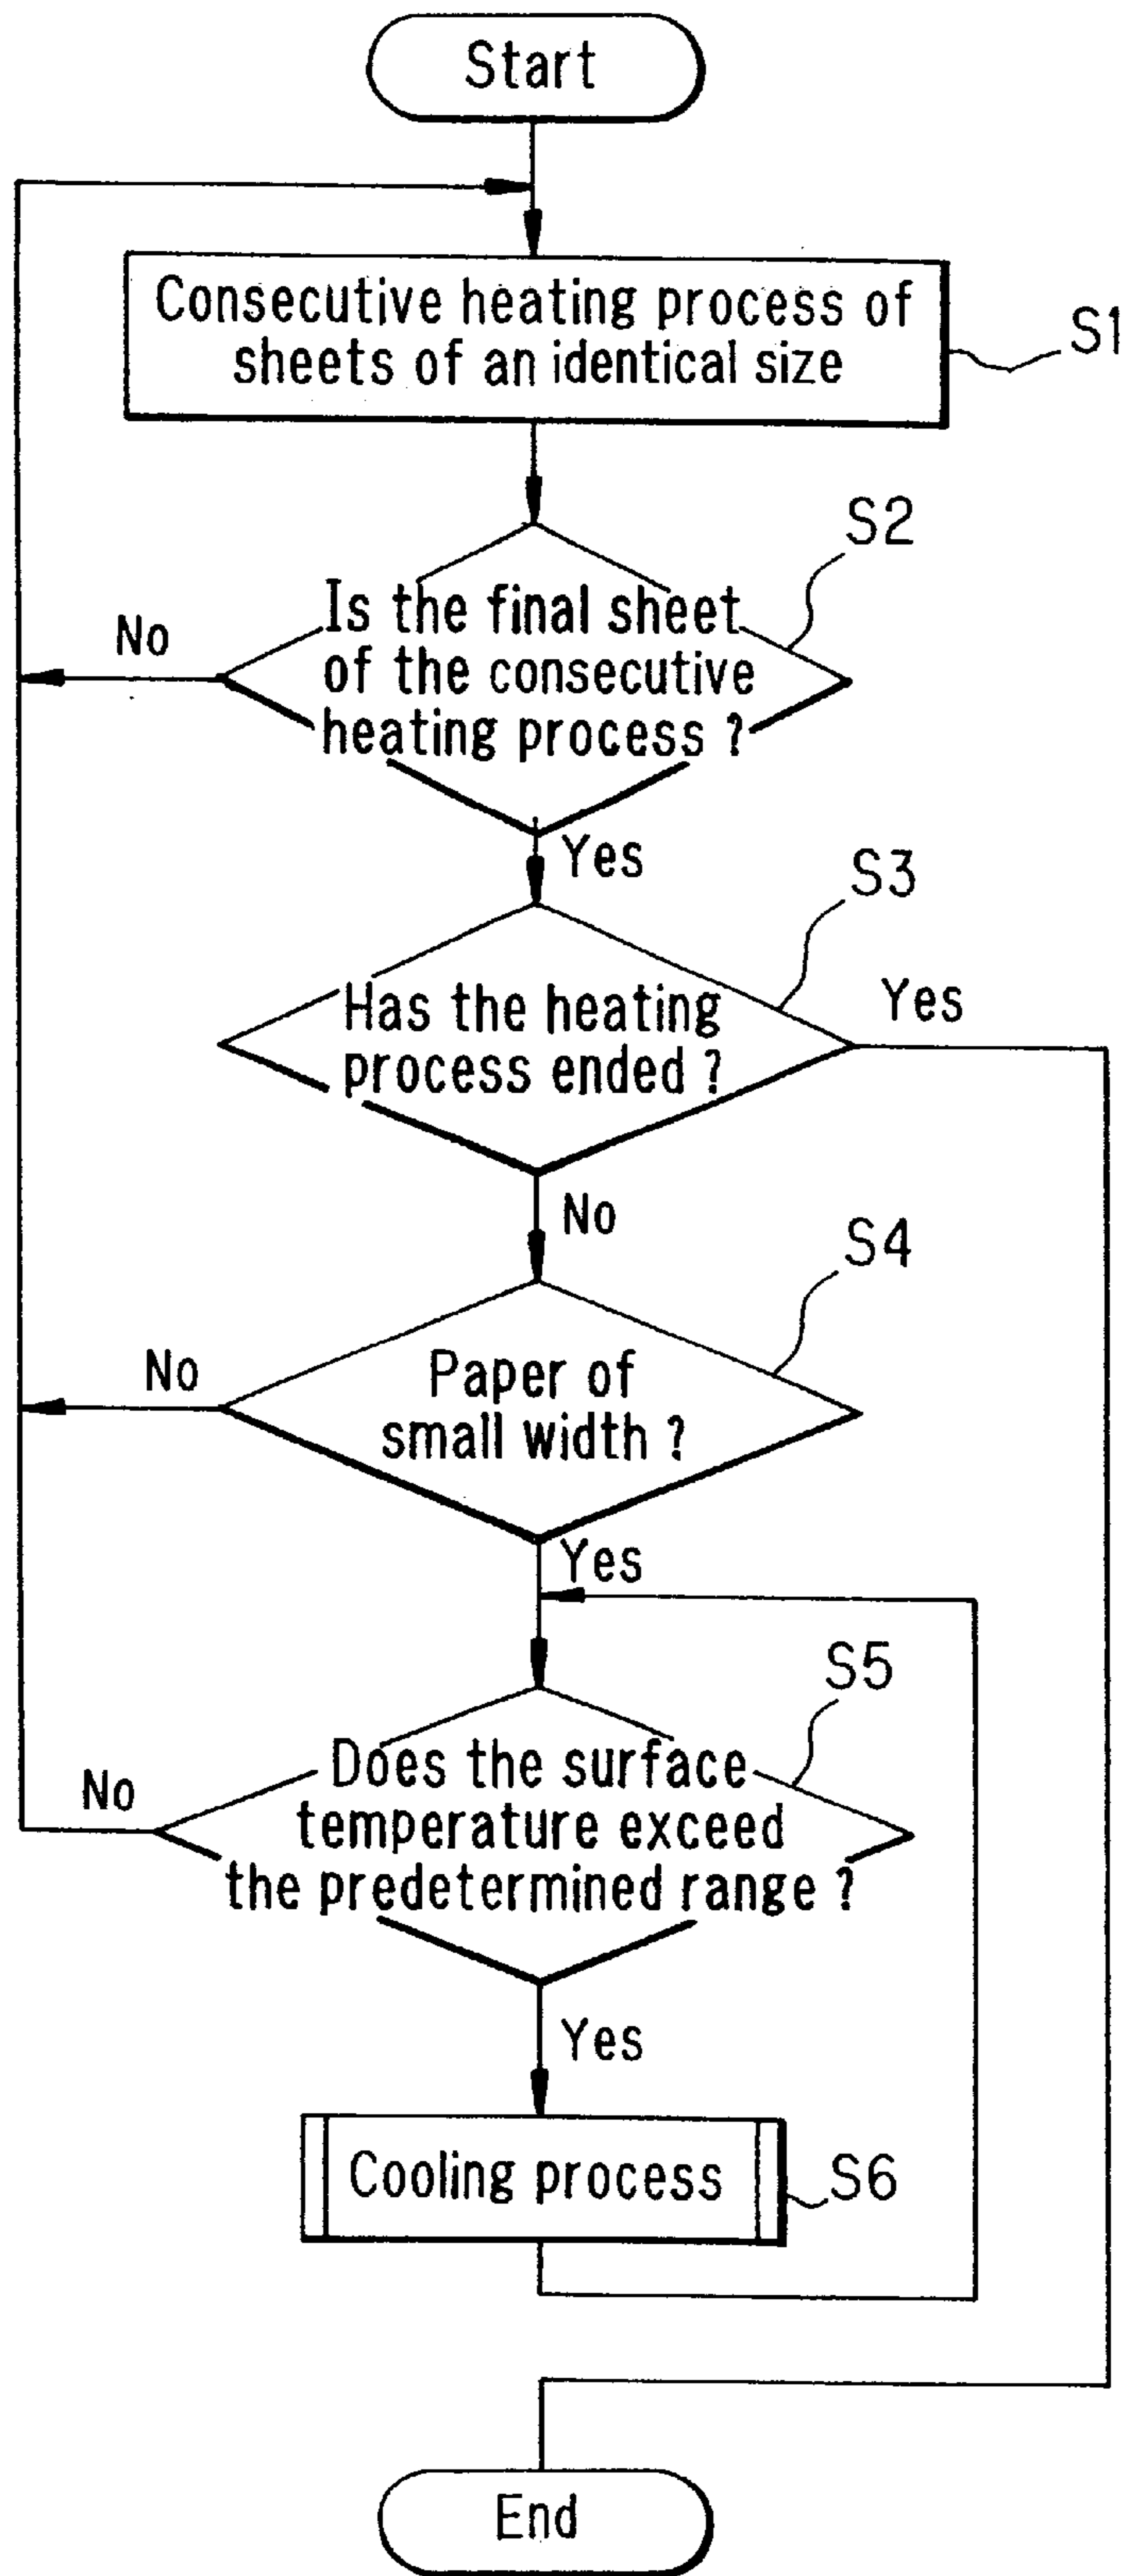 Start
Consecutive heating process of
sheets of an identical size
S1
S2
Is the final sheet
of the consecutive
heating process ?
No
Yes
S3
Has the heating
process ended ?
Yes
No
S4
Paper of
small width ?
No
Yes
S5
Does the surface
temperature exceed
the predetermined range ?
No
Yes
Cooling process
S6
End